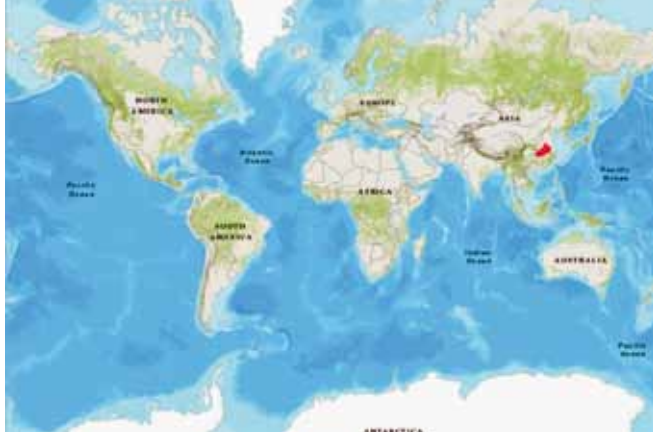 NORTH
AMERICA
EUROPE
ASIA
Atlantic
Ocean
Pacific
Ocean
Pacific
Ocean
AFRICA
SOUTH
AMERICA
Indian
Ocean
AUSTRALIA
Pacific
Ocean
ANTARCTICA